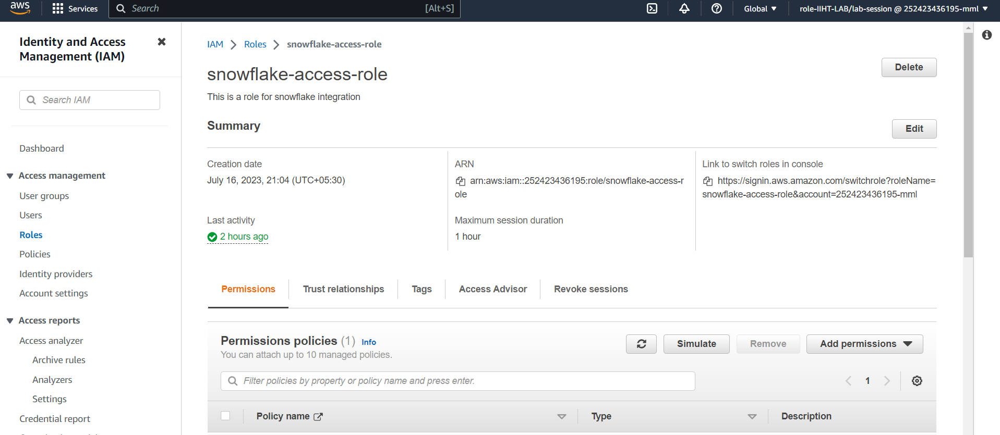 aws
Services
Search
[Alt+S]
Global
role-IIHT-LAB/lab-session @ 252423436195-mml
Identity and Access
Management (IAM)
Search IAM
Dashboard
Access management
User groups
Users
Roles
Policies
Identity providers
Account settings
Access reports
Access analyzer
Archive rules
Analyzers
Settings
Credential report
IAM
Roles
snowflake-access-role
snowflake-access-role
Delete
This is a role for snowflake integration
Summary
Edit
Creation date
July 16, 2023, 21:04 (UTC+05:30)
Last activity
2 hours ago
ARN
arn:aws:iam::252423436195:role/snowflake-access-r
ole
Maximum session duration
1 hour
Link to switch roles in console
https://signin.aws.amazon.com/switchrole?roleName=
snowflake-access-role&account=252423436195-mml
Permissions
Trust relationships
Tags
Access Advisor
Revoke sessions
Permissions policies (1) Info
You can attach up to 10 managed policies.
Simulate
Remove
Add permissions
Filter policies by property or policy name and press enter.
1
Policy name
Type
Description